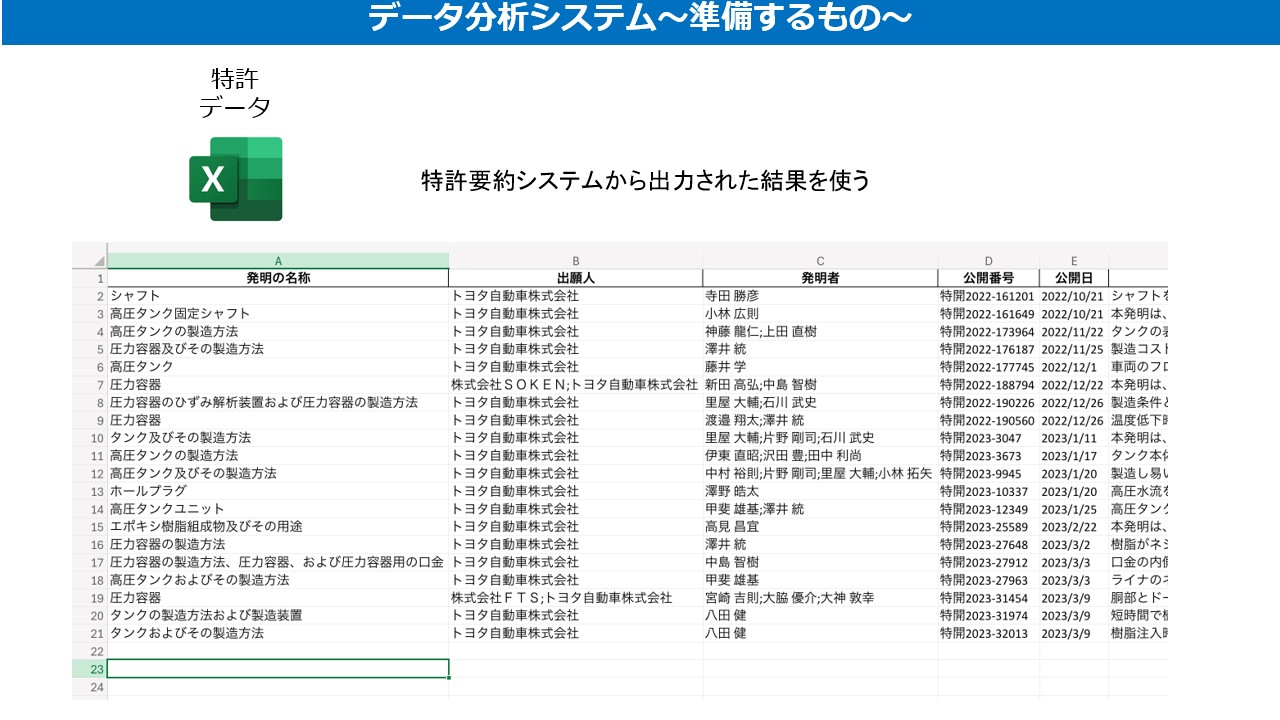 データ分析システム～準備するもの～
特許
データ
X
特許要約システムから出力された結果を使う
A B C D E
1 発明の名称 出願人 発明者 公開番号 公開日
2 シャフト トヨタ自動車株式会社 寺田 勝彦 特開2022-161201 2022/10/21 シャフトを
3 高圧タンク固定シャフト トヨタ自動車株式会社 小林 広則 特開2022-161649 2022/10/21 本発明は、
4 高圧タンクの製造方法 トヨタ自動車株式会社 神藤 龍仁;上田 直樹 特開2022-173964 2022/11/22 タンクの
5 圧力容器及びその製造方法 トヨタ自動車株式会社 澤井 統 特開2022-176187 2022/11/25 製造コスト
6 高圧タンク トヨタ自動車株式会社 藤井 学 特開2022-177745 2022/12/1 車両のフロ
7 圧力容器 株式会社ＳＯＫＥＮ;トヨタ自動車株式会社 新田 高弘;中島 智樹 特開2022-188794 2022/12/22 本発明は、
8 圧力容器のひずみ解析装置および圧力容器の製造方法 トヨタ自動車株式会社 里屋 大輔;石川 武史 特開2022-190226 2022/12/26 製造条件と
9 圧力容器 トヨタ自動車株式会社 渡邉 翔太;澤井 統 特開2022-190560 2022/12/26 温度低下時
10 タンク及びその製造方法 トヨタ自動車株式会社 里屋 大輔;片野 剛司;石川 武史 特開2023-3047 2023/1/11 本発明は、
11 高圧タンクの製造方法 トヨタ自動車株式会社 伊東 直昭;沢田 豊;田中 利尚 特開2023-3673 2023/1/17 タンク本体
12 高圧タンク及びその製造方法 トヨタ自動車株式会社 中村 裕則;片野 剛司;里屋 大輔;小林 拓矢 特開2023-9945 2023/1/20 製造し易い
13 ホールプラグ トヨタ自動車株式会社 澤野 皓太 特開2023-10337 2023/1/20 高圧水流を
14 高圧タンクユニット トヨタ自動車株式会社 甲斐 雄基;澤井 統 特開2023-12349 2023/1/25 高圧タンク
15 エポキシ樹脂組成物及びその用途 トヨタ自動車株式会社 高見 昌宜 特開2023-25589 2023/2/22 本発明は、
16 圧力容器の製造方法 トヨタ自動車株式会社 澤井 統 特開2023-27648 2023/3/2 樹脂がネジ
17 圧力容器の製造方法、圧力容器、および圧力容器用の口金 トヨタ自動車株式会社 中島 智樹 特開2023-27912 2023/3/3 口金の内側
18 高圧タンクおよびその製造方法 トヨタ自動車株式会社 甲斐 雄基 特開2023-27963 2023/3/3 ライナのネ
19 圧力容器 株式会社ＦＴＳ;トヨタ自動車株式会社 宮崎 吉則;大脇 優介;大神 敦幸 特開2023-31454 2023/3/9 胴部とドー
20 タンクの製造方法および製造装置 トヨタ自動車株式会社 八田 健 特開2023-31974 2023/3/9 短時間で樹
21 タンクおよびその製造方法 トヨタ自動車株式会社 八田 健 特開2023-32013 2023/3/9 樹脂注入時
22
23
24